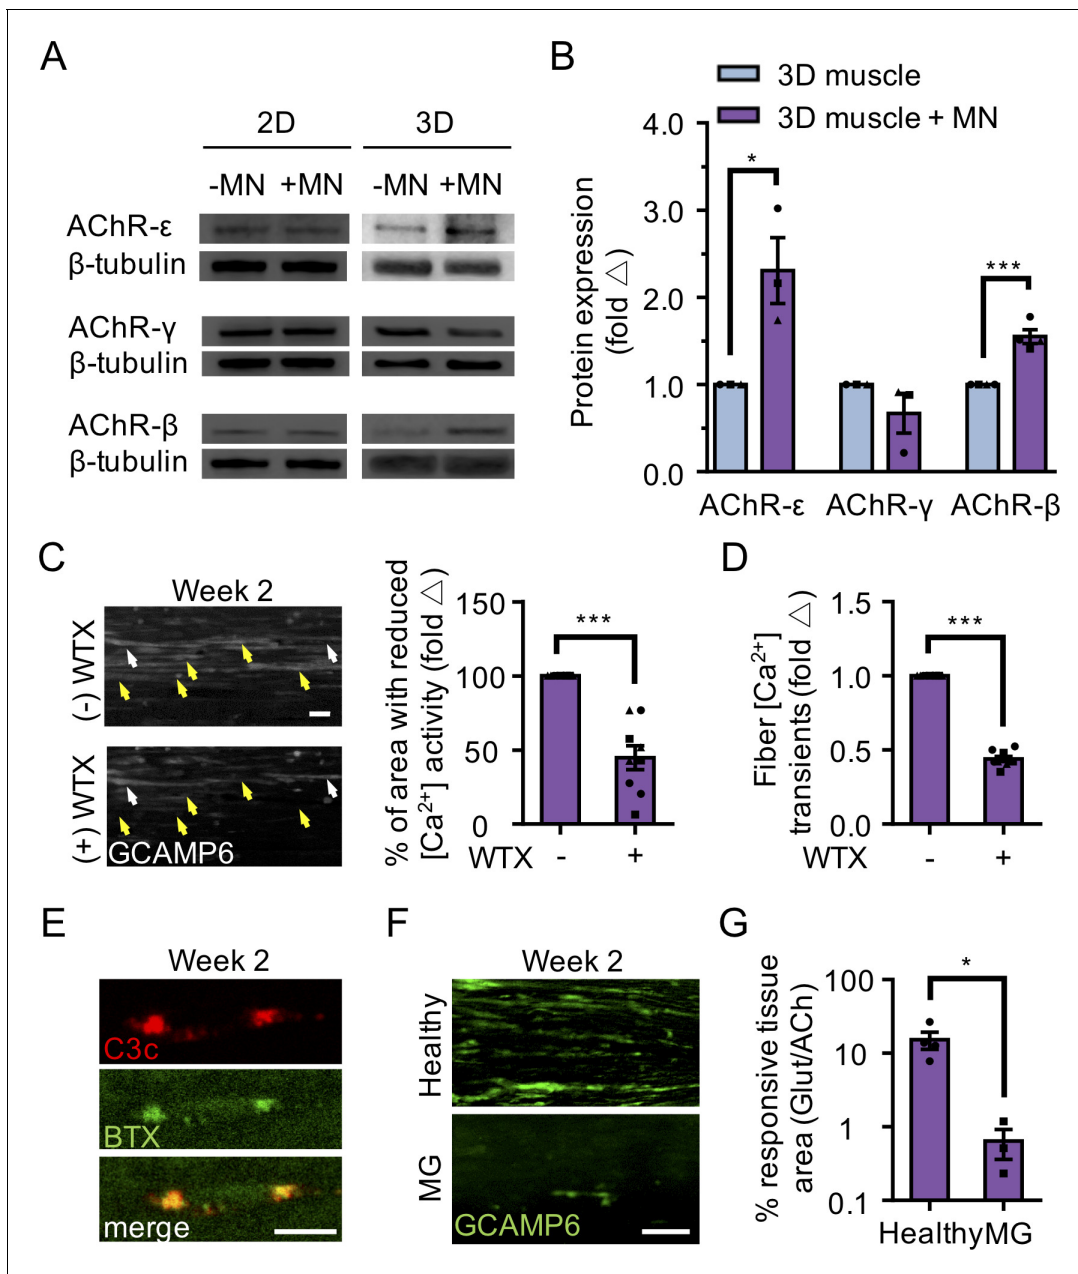 A
2D 3D
-MN +MN -MN +MN
AChR-ε
β-tubulin
AChR-γ
β-tubulin
AChR-β
β-tubulin
B
3D muscle
3D muscle + MN
Protein expression
(fold △)
4.0
3.0
2.0
1.0
0.0
*
***
AChR-ε AChR-γ AChR-β
C
Week 2
(-) WTX
(+) WTX
GCAMP6
% of area with reduced
[Ca²⁺] activity (fold △)
150
100
50
0
***
WTX - +
D
Fiber [Ca²⁺]
transients (fold △)
1.5
1.0
0.5
0.0
***
WTX - +
E
Week 2
C3c
BTX
merge
F
Week 2
Healthy
MG
GCAMP6
G
% responsive tissue
area (Glut/ACh)
100
10
1
0.1
*
Healthy MG